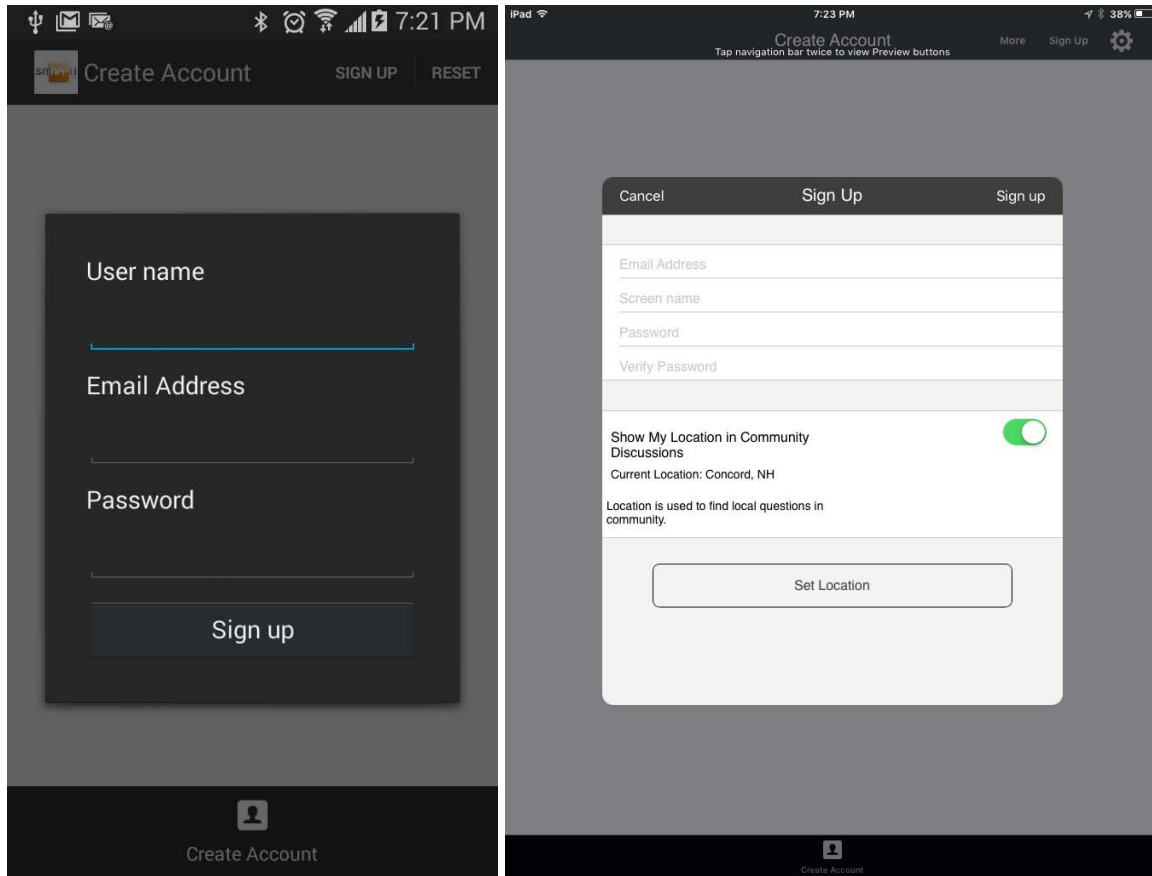 7:21 PM
Create Account
SIGN UP
RESET
User name
Email Address
Password
Sign up
Create Account
iPad
7:23 PM
38%
Create Account
Tap navigation bar twice to view Preview buttons
More
Sign Up
Cancel
Sign Up
Sign up
Email Address
Screen name
Password
Verify Password
Show My Location in Community
Discussions
Current Location: Concord, NH
Location is used to find local questions in
community.
Set Location
Create Account